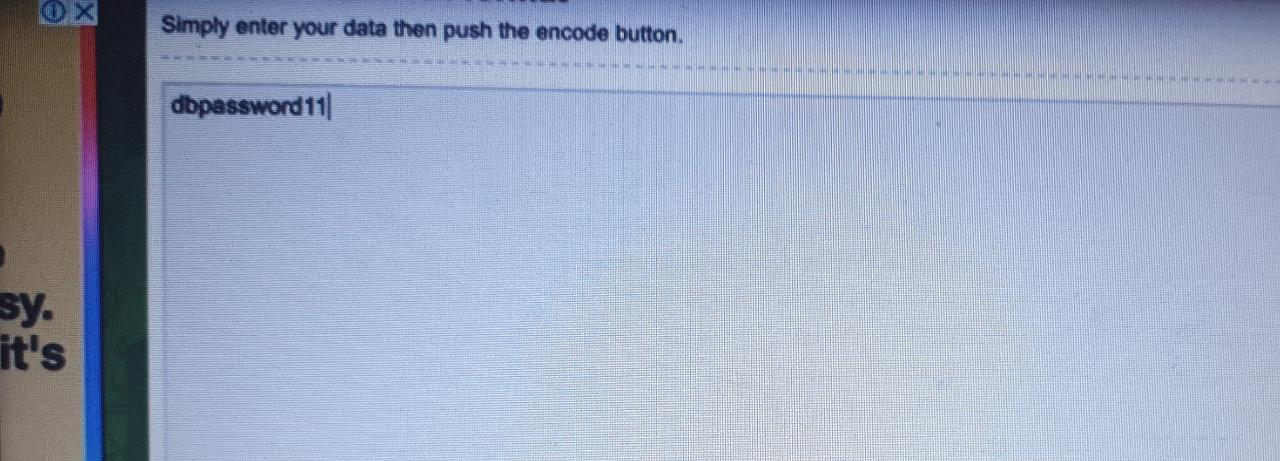 Simply enter your data then push the encode button.
dbpassword11
sy.
it's